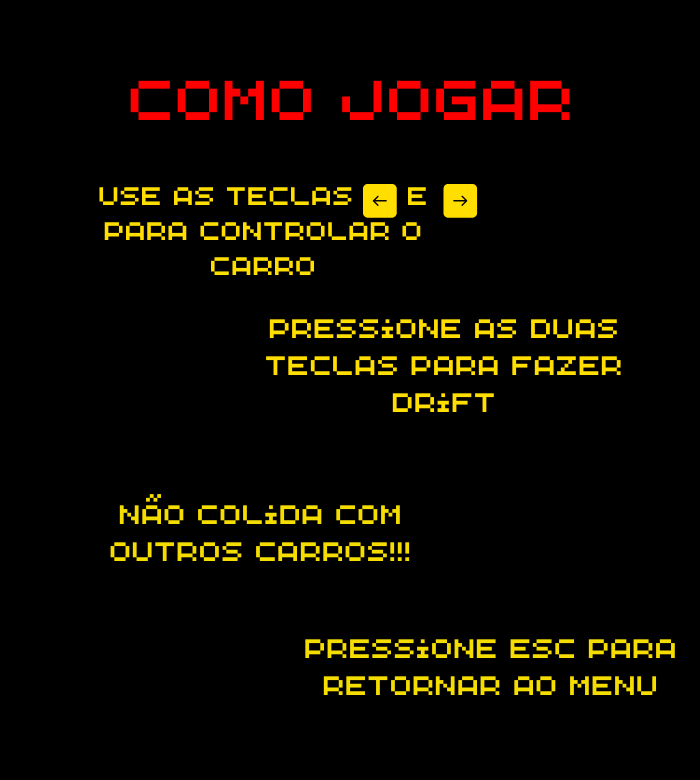 COMO JOGAR
USE AS TECLAS ← E →
PARA CONTROLAR O
CARRO
PRESSiONE AS DUAS
TECLAS PARA FAZER
DRiFT
NÃO COLiDA COM
OUTROS CARROS!!!
PRESSiONE ESC PARA
RETORNAR AO MENU